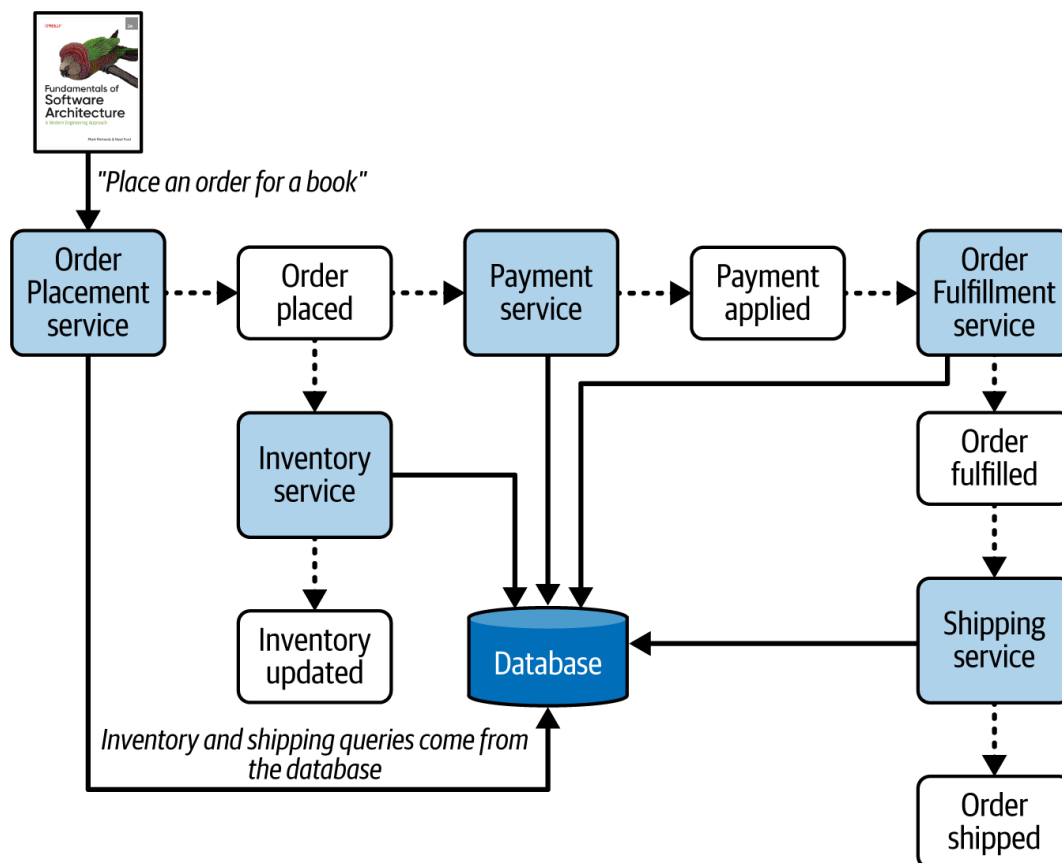 O'REILLY
2e
Fundamentals of
Software
Architecture
A Modern Engineering Approach
Mark Richards & Neal Ford
"Place an order for a book"
Order
Placement
service
Order
placed
Payment
service
Payment
applied
Order
Fulfillment
service
Inventory
service
Order
fulfilled
Inventory
updated
Database
Shipping
service
Inventory and shipping queries come from
the database
Order
shipped